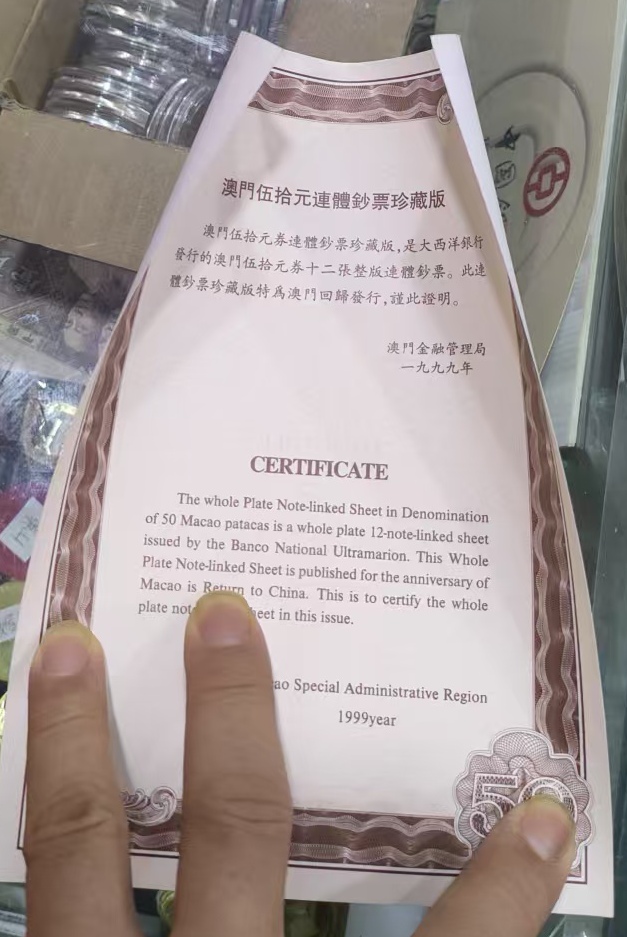 澳門伍拾元連體鈔票珍藏版
澳門伍拾元券連體鈔票珍藏版,是大西洋銀行
發行的澳門伍拾元券十二張整版連體鈔票。此連
體鈔票珍藏版特爲澳門回歸發行,謹此證明。
澳門金融管理局
一九九九年
CERTIFICATE
The whole Plate Note-linked Sheet in Denomination
of 50 Macao patacas is a whole plate 12-note-linked sheet
issued by the Banco National Ultramarion. This Whole
Plate Note-linked Sheet is published for the anniversary of
Macao is Return to China. This is to certify the whole
plate in this issue.
Special Administrative Region
1999year
50
中國